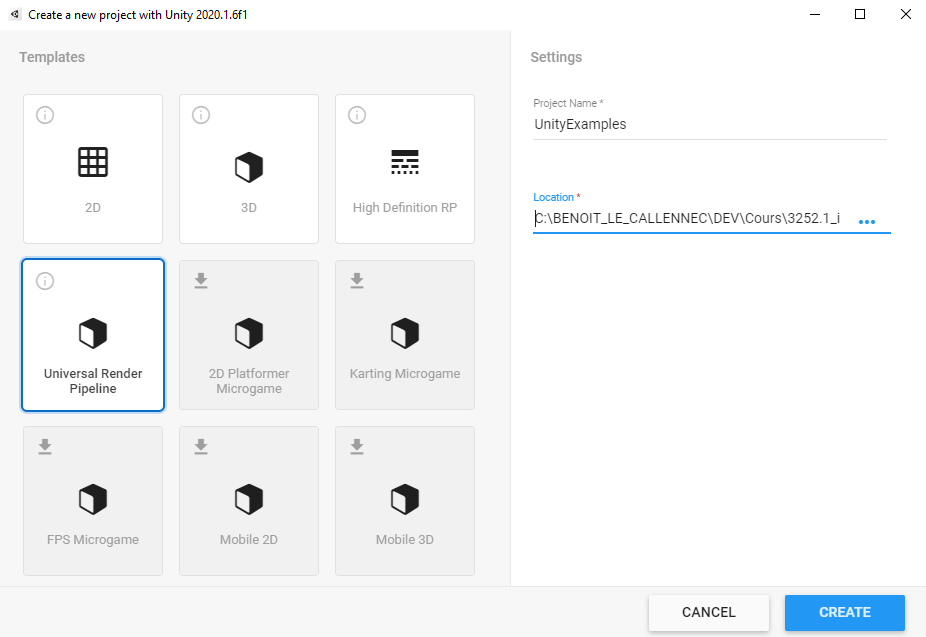 Create a new project with Unity 2020.1.6f1
Templates
2D
3D
High Definition RP
Universal Render
Pipeline
2D Platformer
Microgame
Karting Microgame
FPS Microgame
Mobile 2D
Mobile 3D
Settings
Project Name *
UnityExamples
Location *
C:\BENOIT_LE_CALLENNEC\DEV\Cours\3252.1_i
CANCEL
CREATE